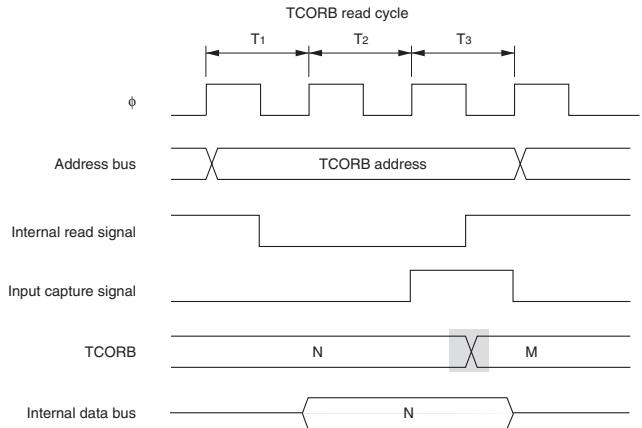 TCORB read cycle
T1 T2 T3
ϕ
Address bus TCORB address
Internal read signal
Input capture signal
TCORB N M
Internal data bus N